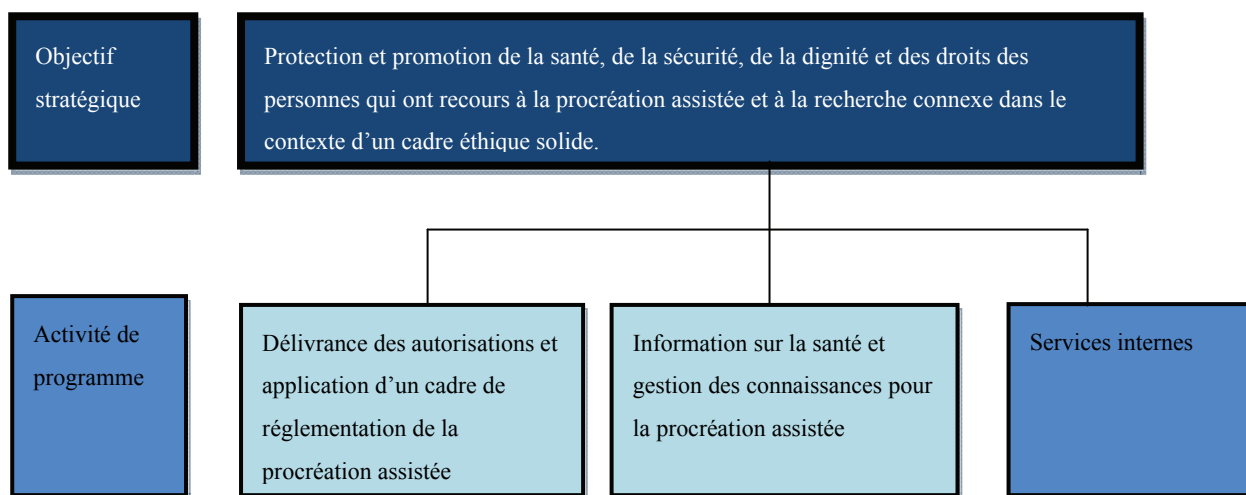 Objectif
stratégique
Protection et promotion de la santé, de la sécurité, de la dignité et des droits des
personnes qui ont recours à la procréation assistée et à la recherche connexe dans le
contexte d’un cadre éthique solide.
Activité de
programme
Délivrance des autorisations et
application d’un cadre de
réglementation de la
procréation assistée
Information sur la santé et
gestion des connaissances pour
la procréation assistée
Services internes